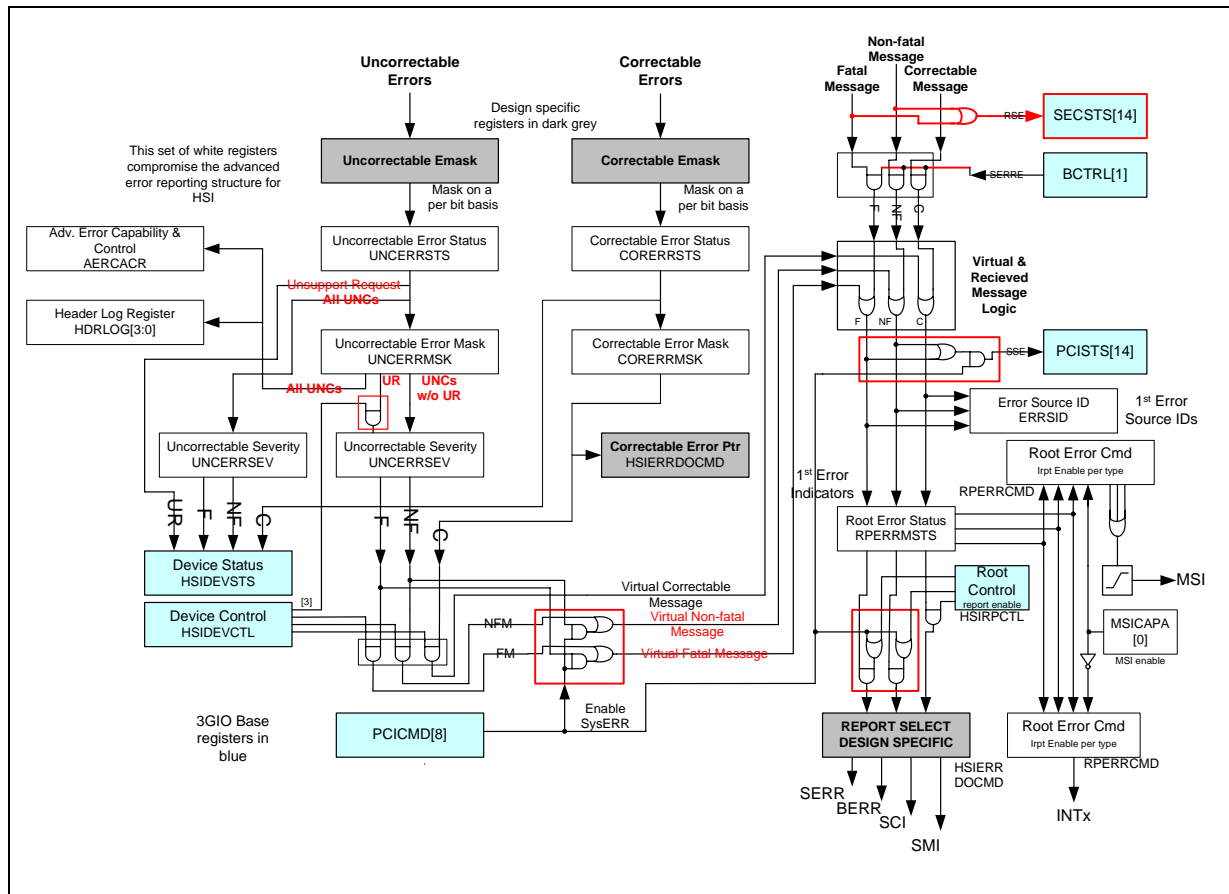 Uncorrectable
Errors
Correctable
Errors
Non-fatal
Message
Fatal
Message
Correctable
Message
Design specific
registers in dark grey
RSE
SECSTS[14]
This set of white registers
compromise the advanced
error reporting structure for
HSI
Uncorrectable Emask
Correctable Emask
SERRE
BCTRL[1]
Mask on a
per bit basis
Mask on a
per bit basis
F
NF
C
Adv. Error Capability &
Control
AERCACR
Uncorrectable Error Status
UNCERRSTS
Correctable Error Status
CORERRSTS
Virtual &
Recieved
Message
Logic
Unsupport Request
All UNCs
Header Log Register
HDRLOG[3:0]
F
NF
C
Uncorrectable Error Mask
UNCERRMSK
Correctable Error Mask
CORERRMSK
SSE
PCISTS[14]
All UNCs
UR
UNCs
w/o UR
Error Source ID
ERRSID
1st Error
Source IDs
Uncorrectable Severity
UNCERRSEV
Uncorrectable Severity
UNCERRSEV
Correctable Error Ptr
HSIERRDOCMD
Root Error Cmd
Irpt Enable per type
RPERRCMD
1st Error
Indicators
UR
F
NF
C
F
NF
C
Root Error Status
RPERRMSTS
Device Status
HSIDEVSTS
MSI
Root
Control
report enable
HSIRPCTL
Virtual Correctable
Message
[3]
Device Control
HSIDEVCTL
NFM
Virtual Non-fatal
Message
MSICAPA
[0]
MSI enable
FM
Virtual Fatal Message
3GIO Base
registers in
blue
PCICMD[8]
Enable
SysERR
REPORT SELECT
DESIGN SPECIFIC
Root Error Cmd
Irpt Enable per type
HSIERR
DOCMD
RPERRCMD
SERR
BERR
SCI
SMI
INTx